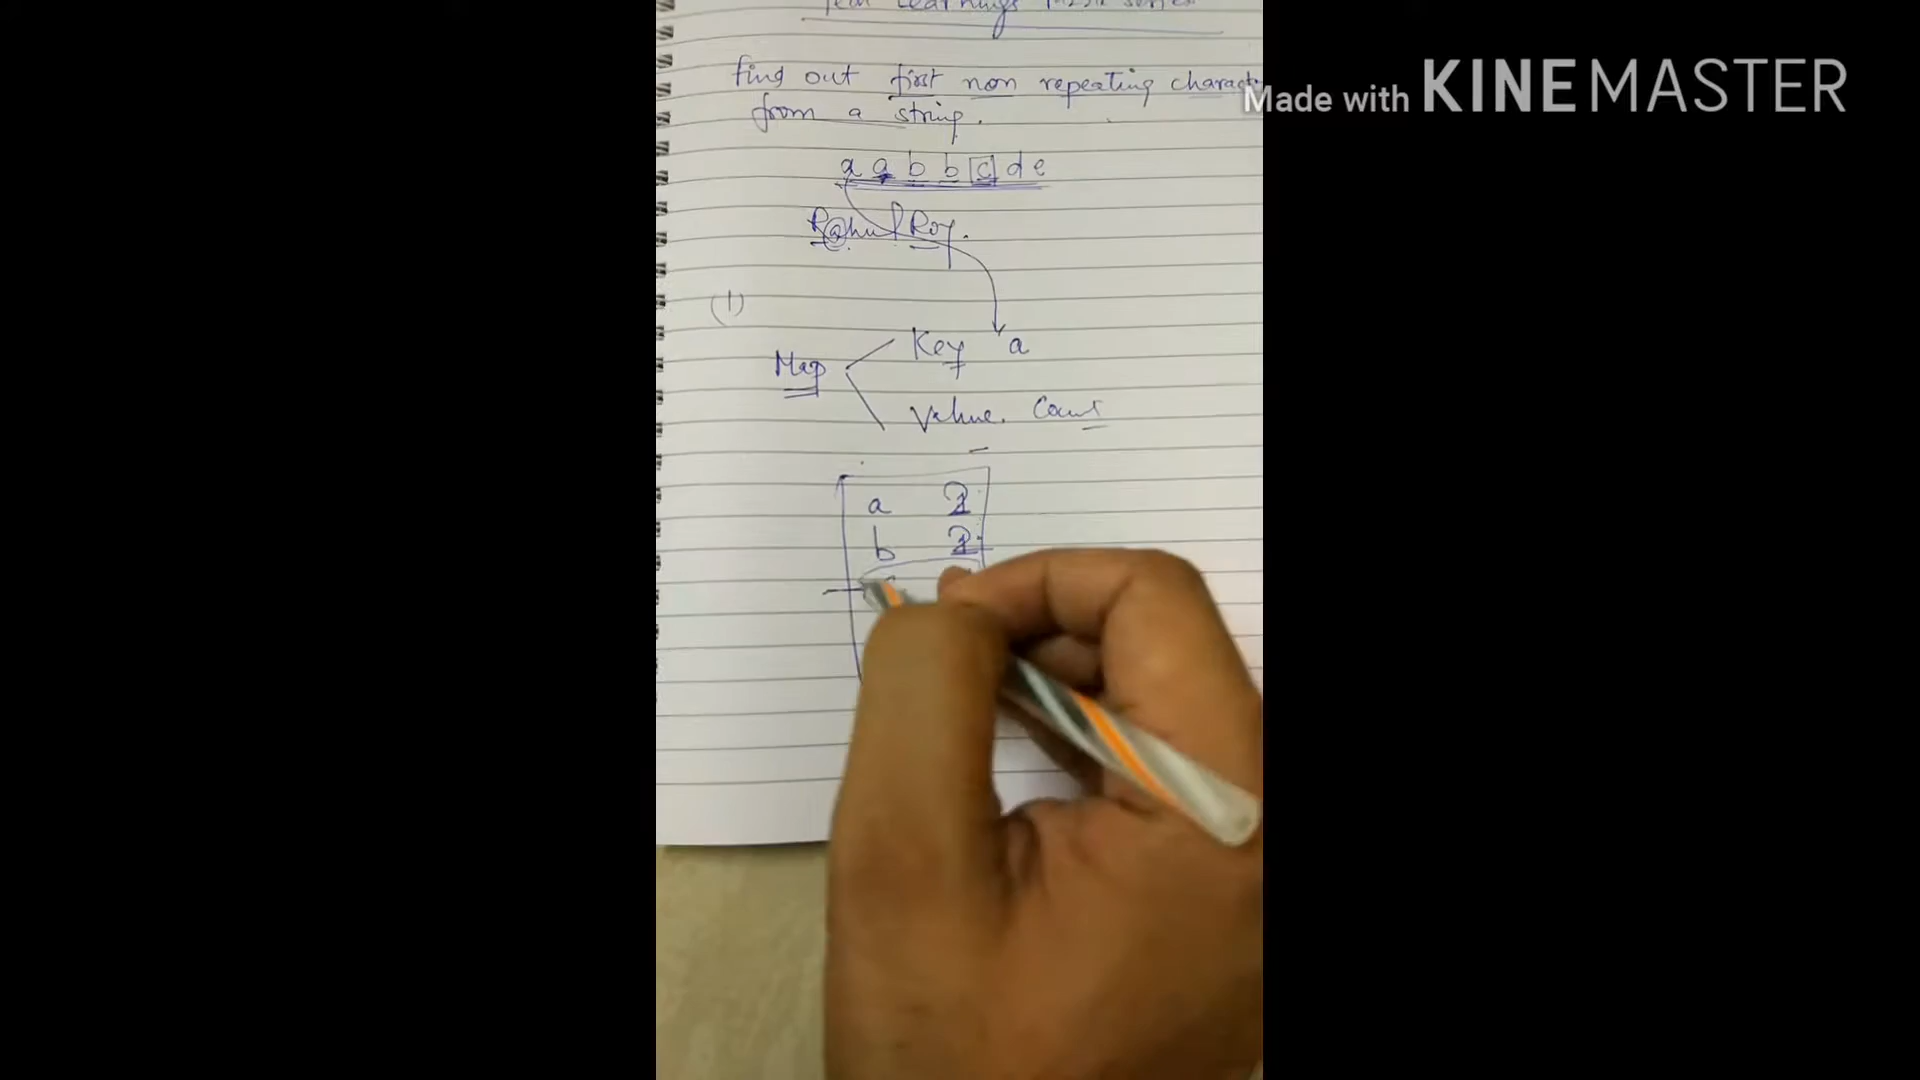 Learnings
find out first non repeating
from a string.
Made with KINEMASTER
a a b b c d e
Rahul Roy.
(1)
Key a
Map
Value. Count
a 2
b 2